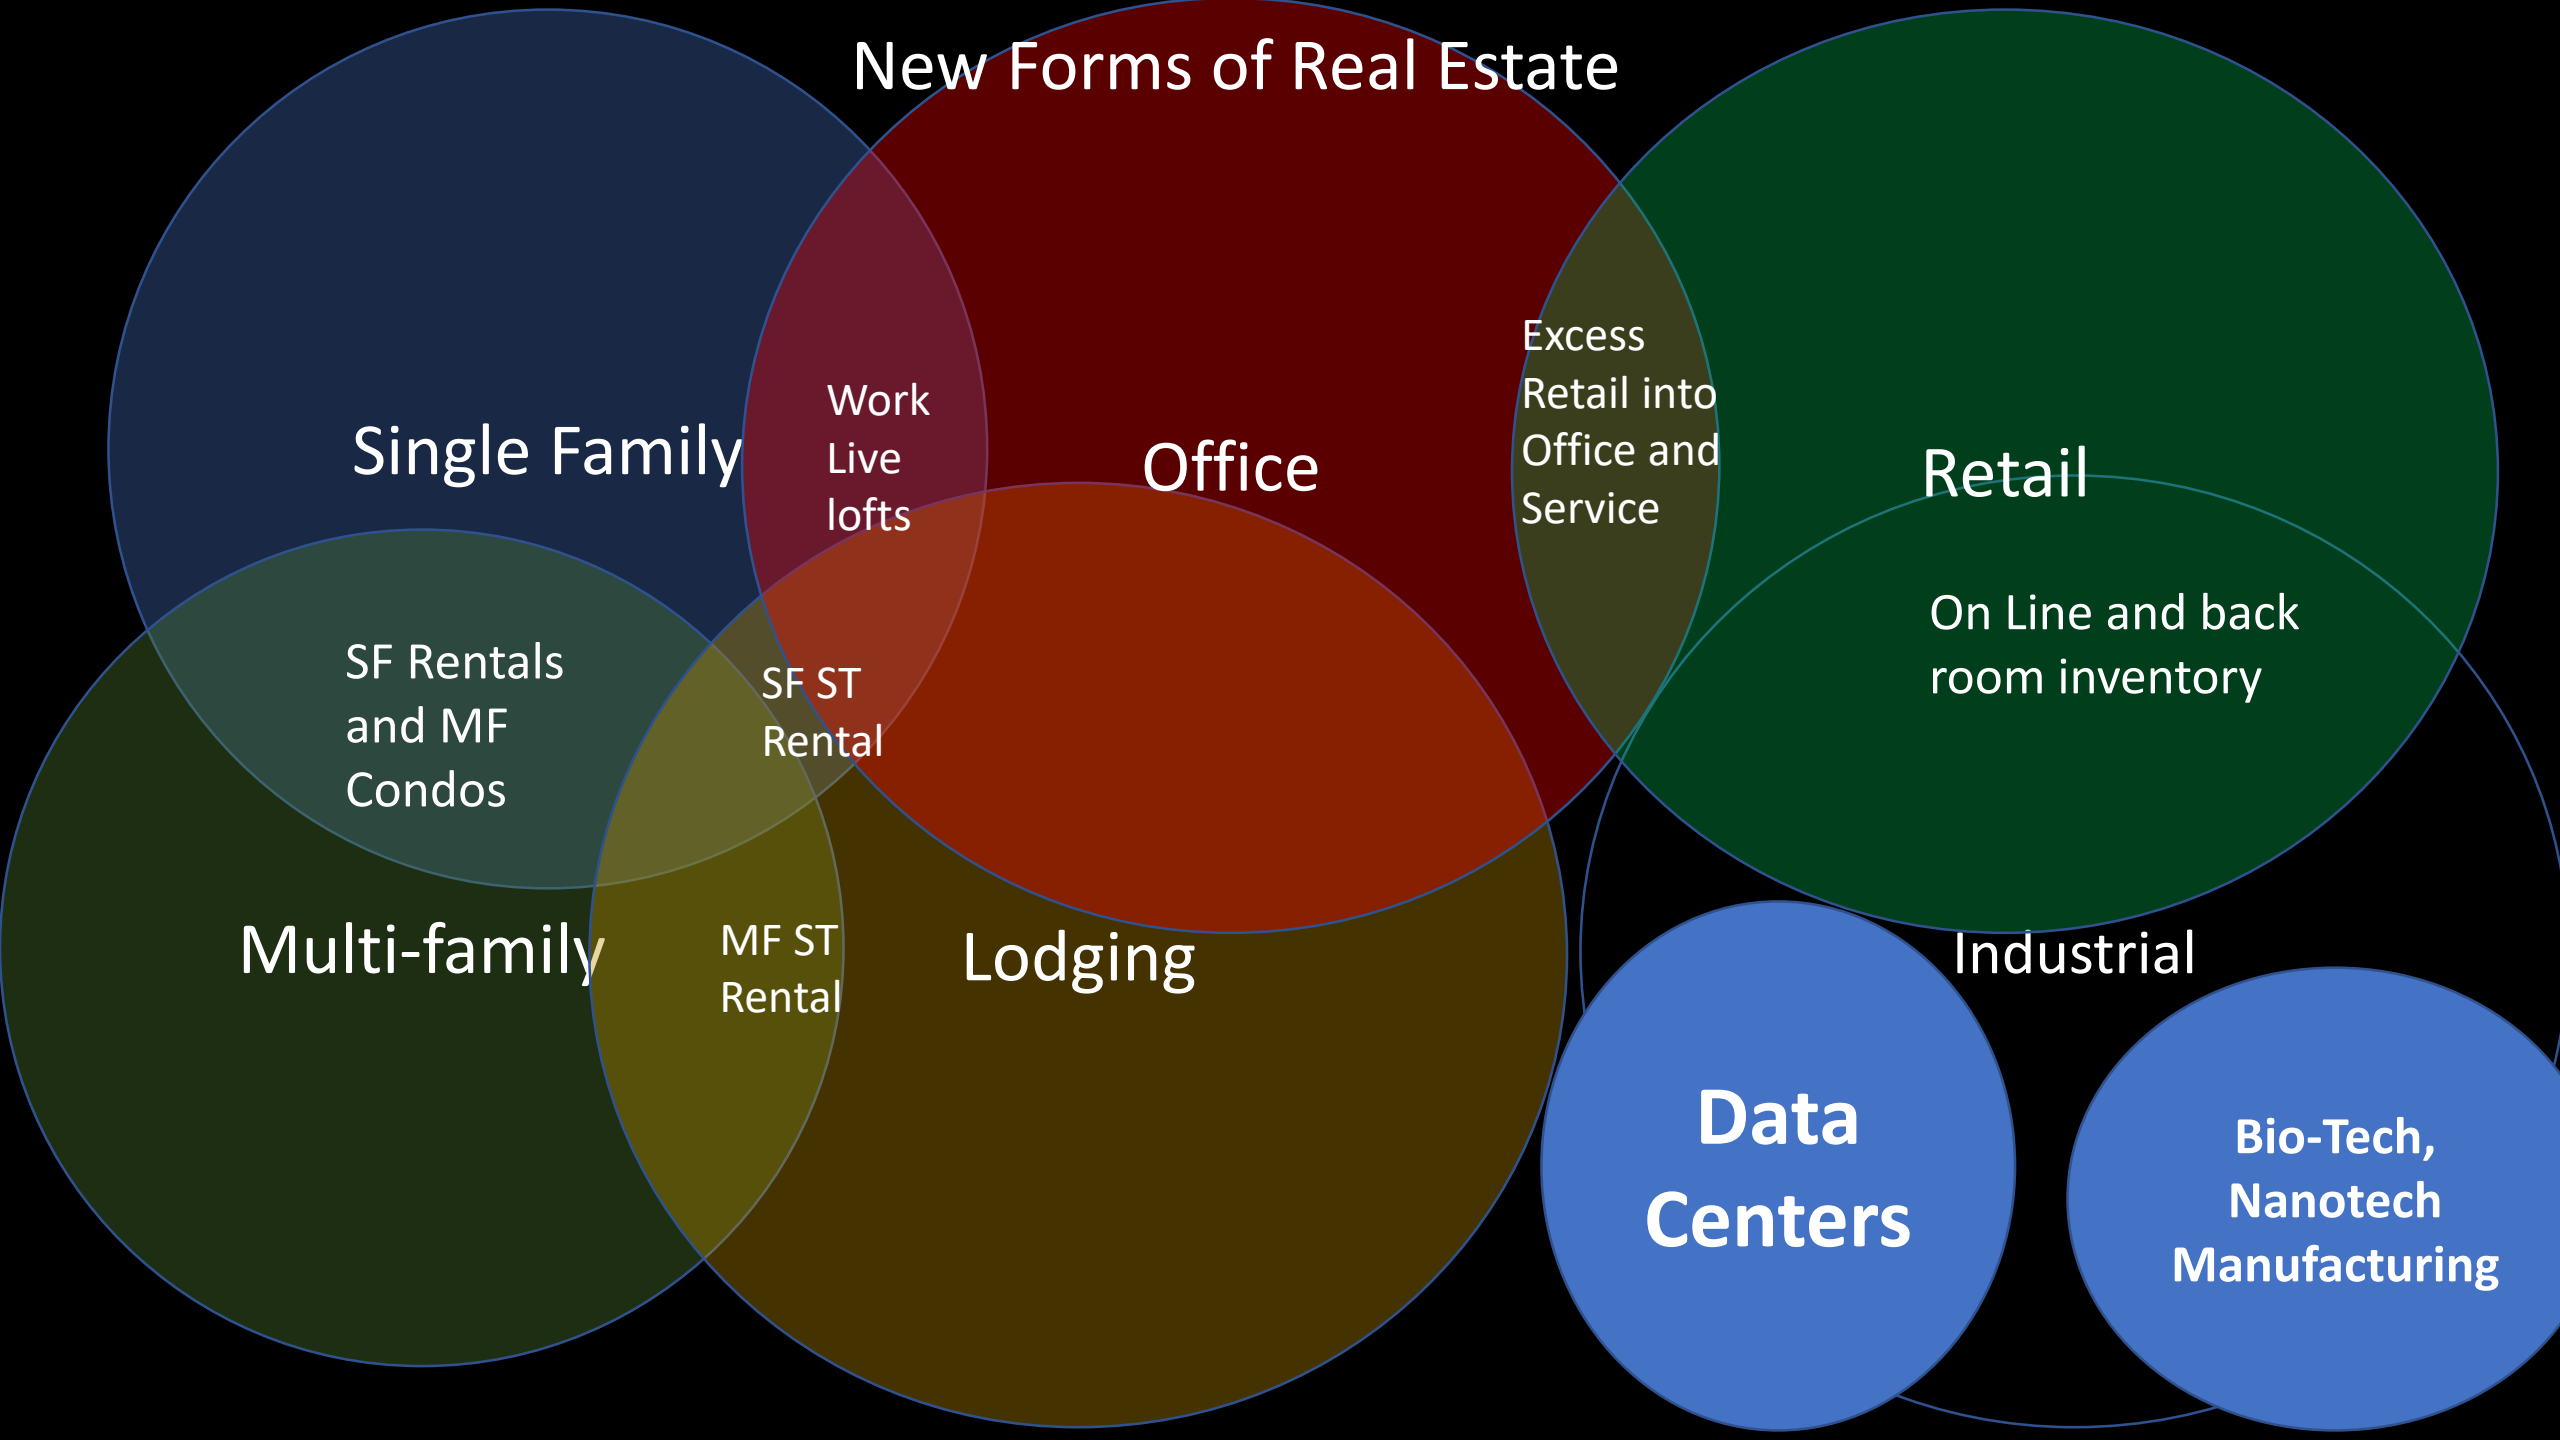 New Forms of Real Estate
Single Family
Work
Live
lofts
Office
Excess
Retail into
Office and
Service
Retail
On Line and back
room inventory
SF Rentals
and MF
Condos
SF ST
Rental
Multi-family
MF ST
Rental
Lodging
Industrial
Data
Centers
Bio-Tech,
Nanotech
Manufacturing